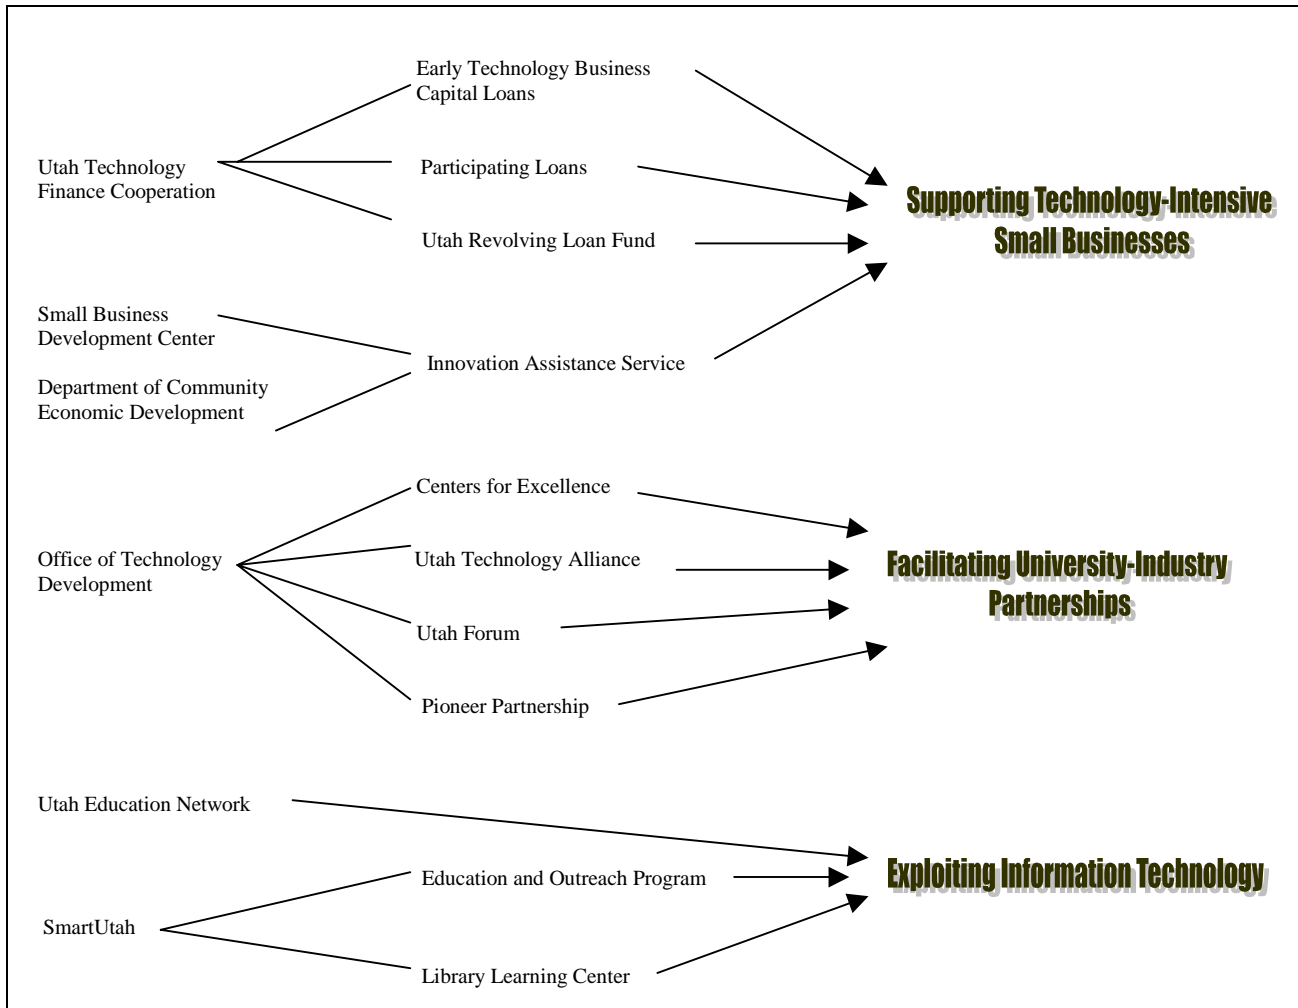 Early Technology Business
Capital Loans
Utah Technology
Finance Cooperation
Participating Loans
Utah Revolving Loan Fund
Supporting Technology-Intensive
Small Businesses
Small Business
Development Center
Innovation Assistance Service
Department of Community
Economic Development
Centers for Excellence
Office of Technology
Development
Utah Technology Alliance
Utah Forum
Pioneer Partnership
Facilitating University-Industry
Partnerships
Utah Education Network
Education and Outreach Program
SmartUtah
Library Learning Center
Exploiting Information Technology